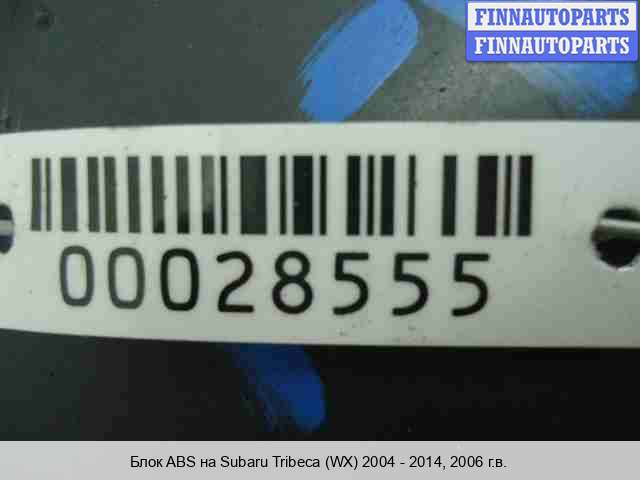 FINNAUTOPARTS
FINNAUTOPARTS
00028555
Блок ABS на Subaru Tribeca (WX) 2004 - 2014, 2006 г.в.